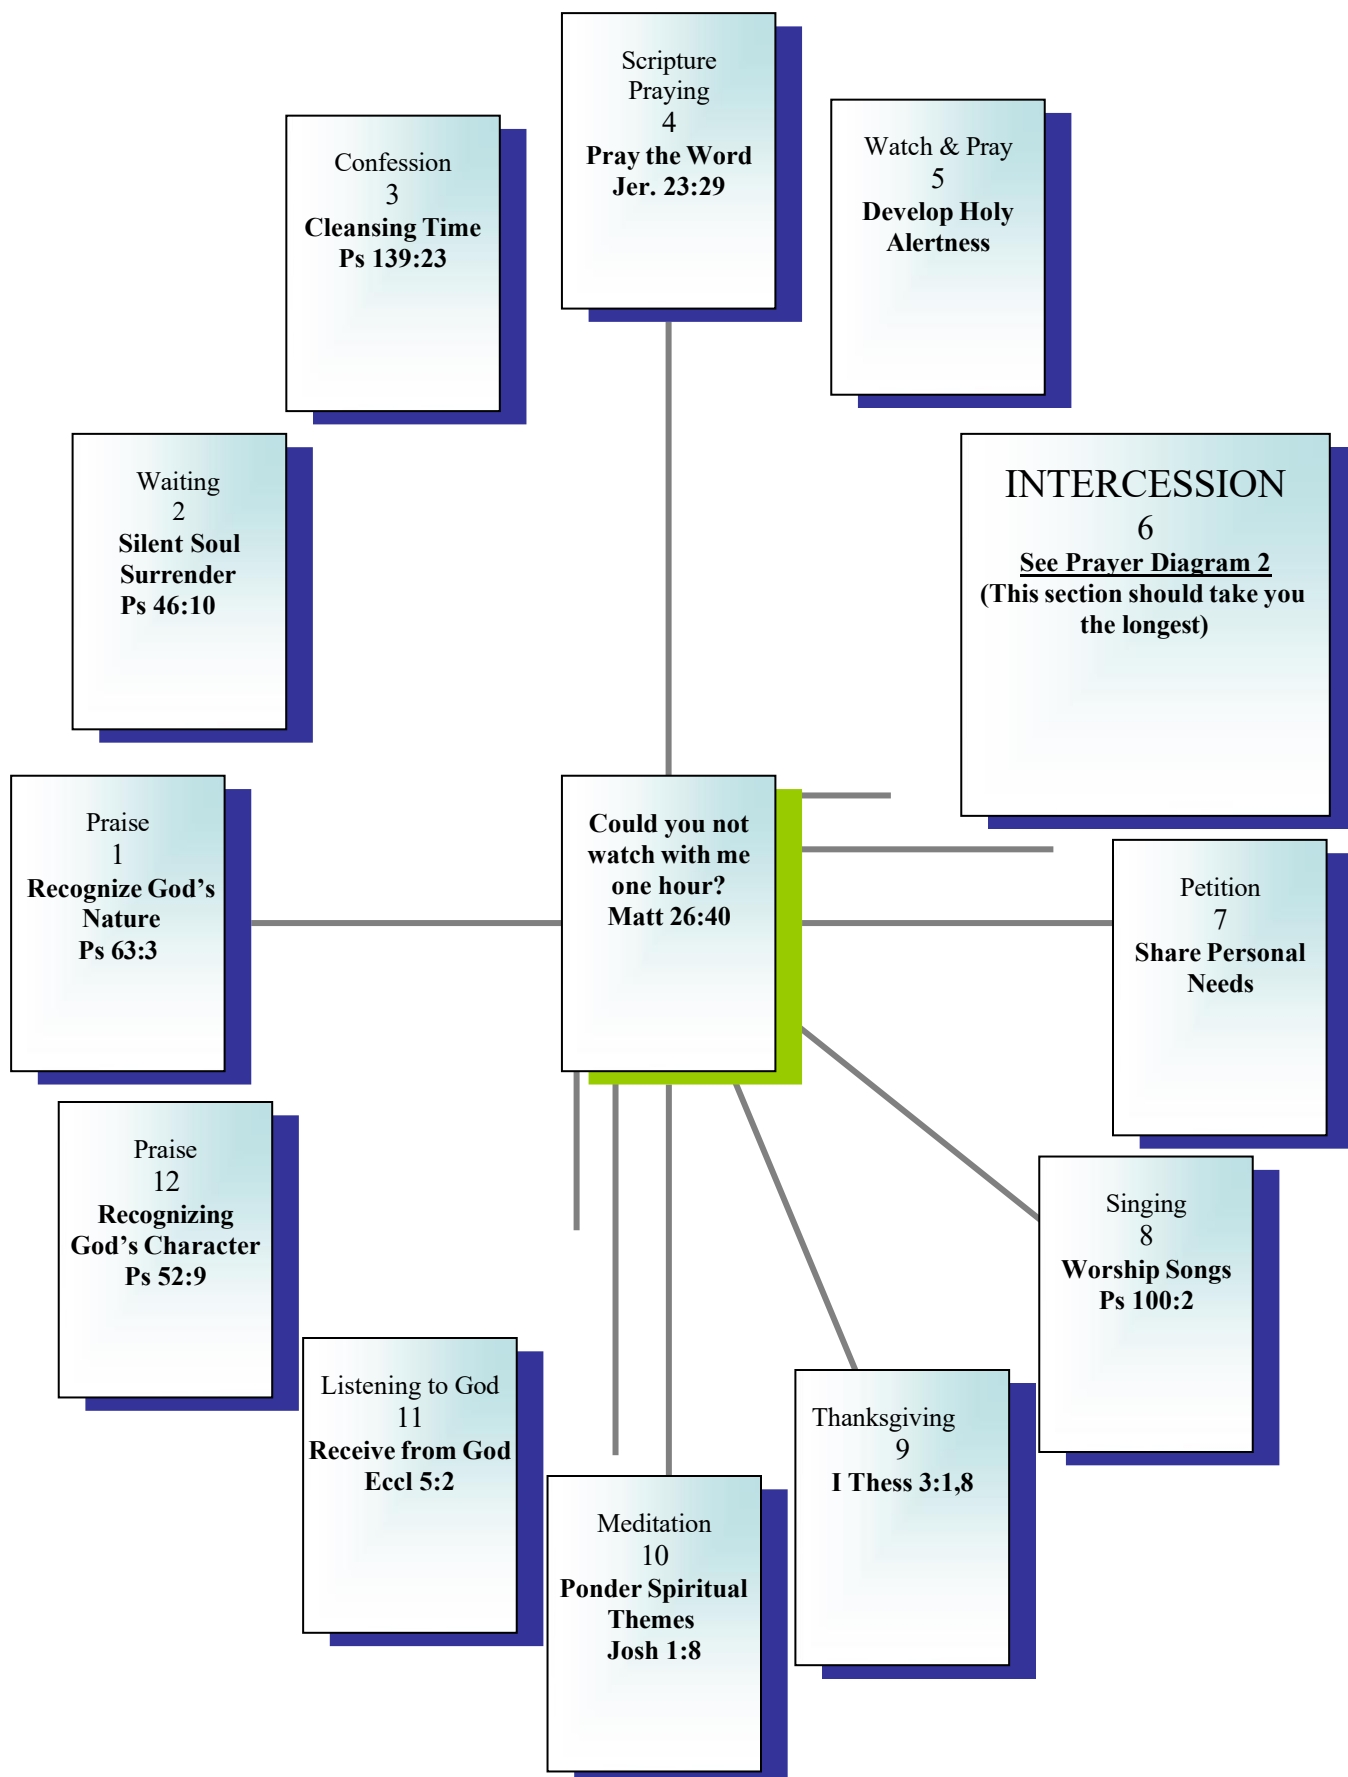 Scripture
Praying
4
Pray the Word
Jer. 23:29
Watch & Pray
5
Develop Holy
Alertness
Confession
3
Cleansing Time
Ps 139:23
INTERCESSION
6
See Prayer Diagram 2
(This section should take you
the longest)
Waiting
2
Silent Soul
Surrender
Ps 46:10
Praise
1
Recognize God’s
Nature
Ps 63:3
Could you not
watch with me
one hour?
Matt 26:40
Petition
7
Share Personal
Needs
Praise
12
Recognizing
God’s Character
Ps 52:9
Singing
8
Worship Songs
Ps 100:2
Listening to God
11
Receive from God
Eccl 5:2
Thanksgiving
9
I Thess 3:1,8
Meditation
10
Ponder Spiritual
Themes
Josh 1:8